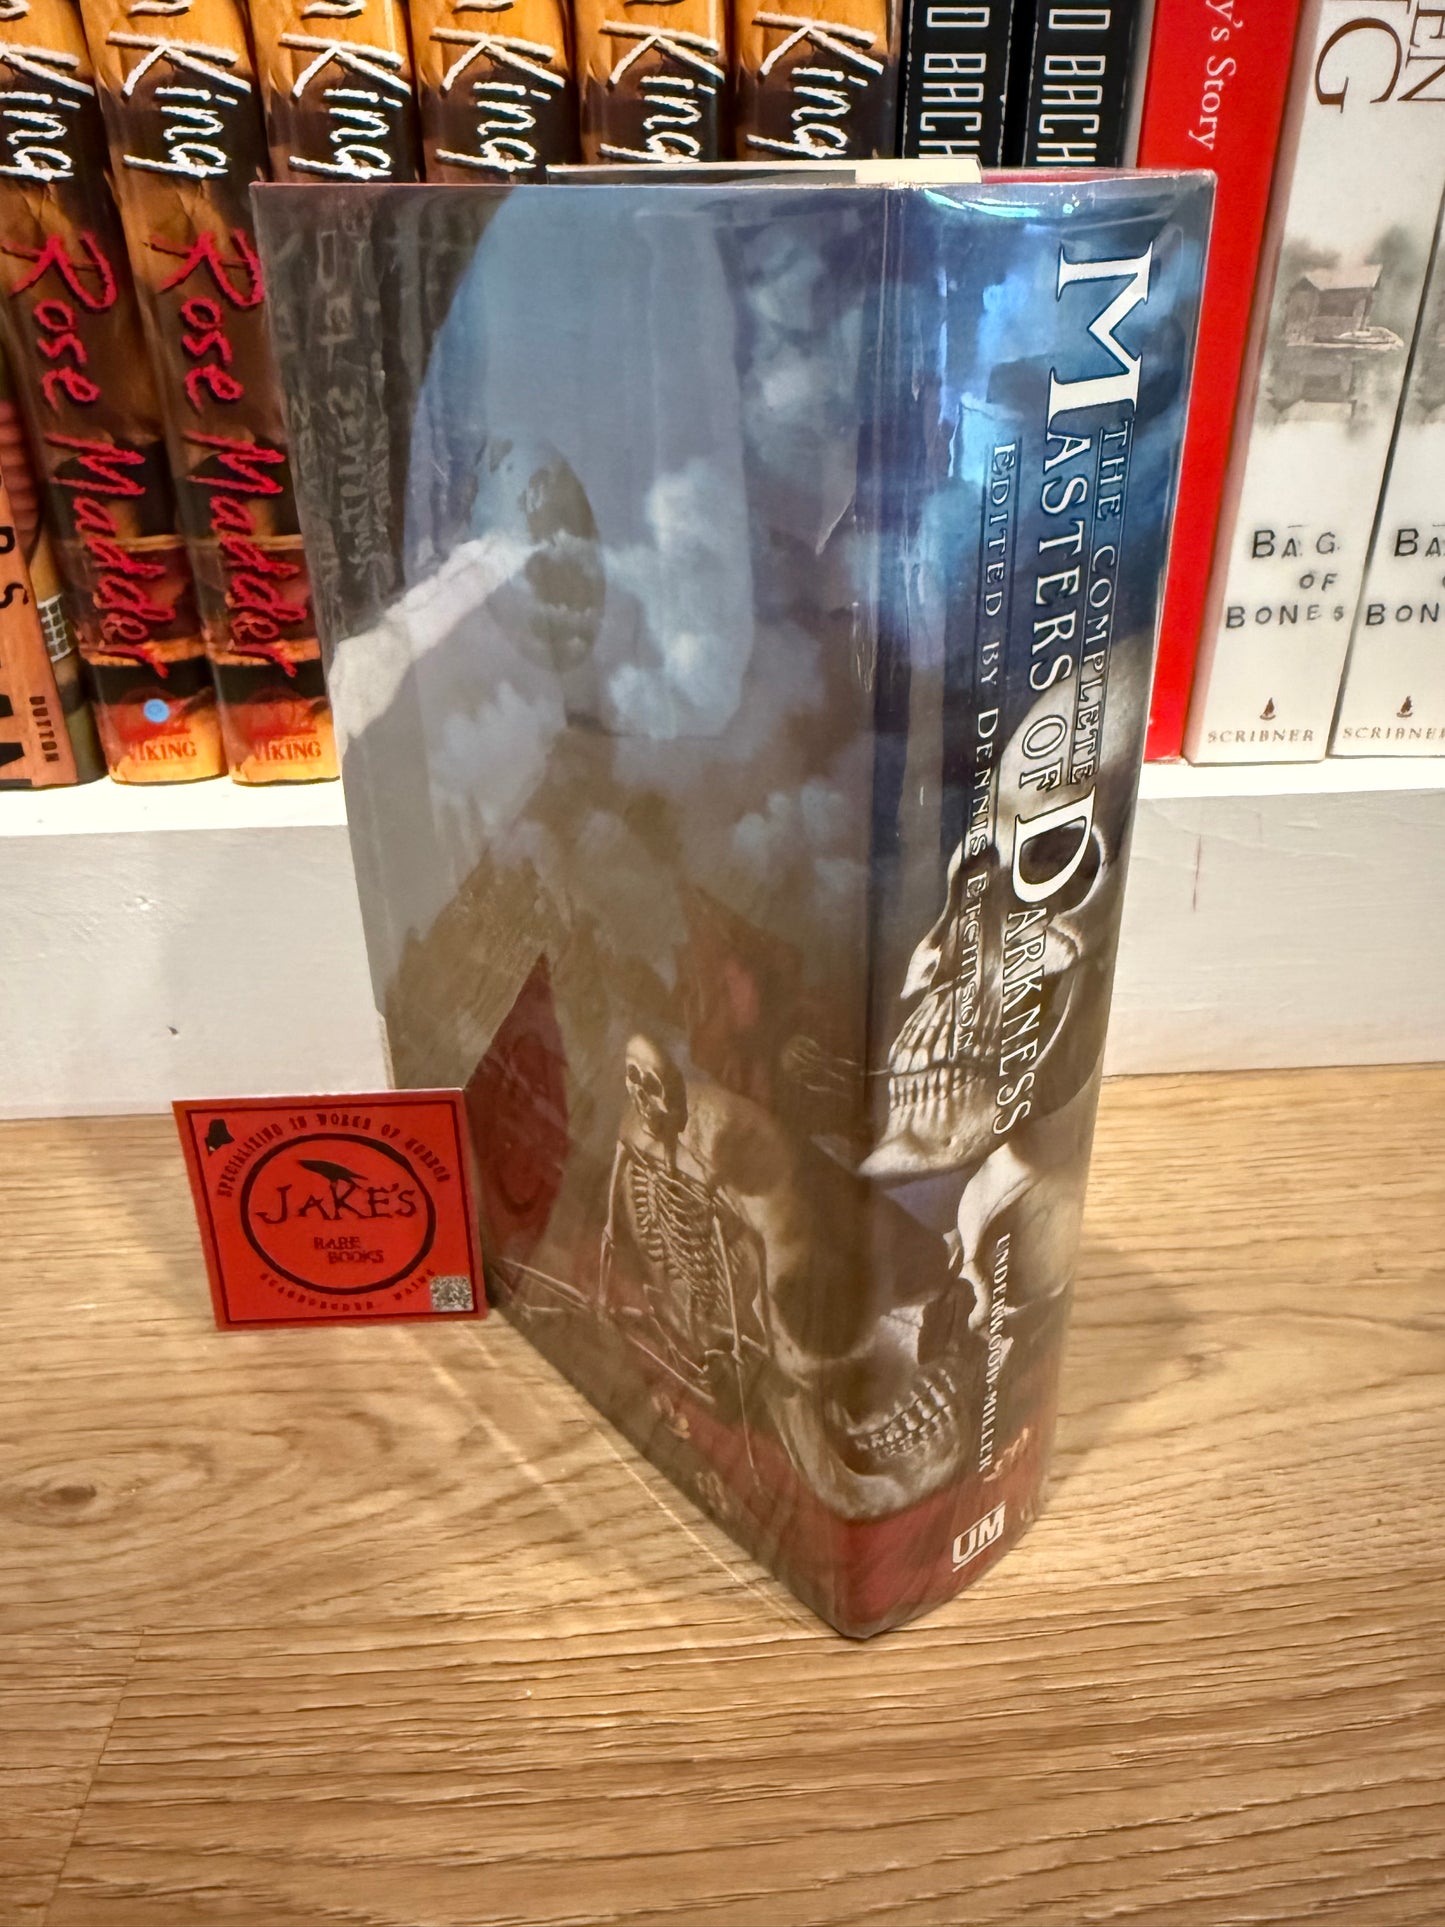 King
King
King
King
King
King
D BACH
D BACH
y's Story
Rose Madder
Rose Madder
VIKING
VIKING
DUTTON
BAG
OF
BONES
SCRIBNER
BA
BON
SCRIBNER
THE COMPLETE
MASTERS OF DARKNESS
EDITED BY DENNIS ETCHISON
UNDERWOOD-MILLER
UM
SPECIALIZING IN WORKS OF HORROR
JAKE'S
RARE
BOOKS